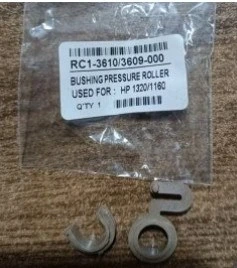 RC1-3610/3609-000
BUSHING PRESSURE ROLLER
USED FOR : HP 1320/1160
Q'TY 1